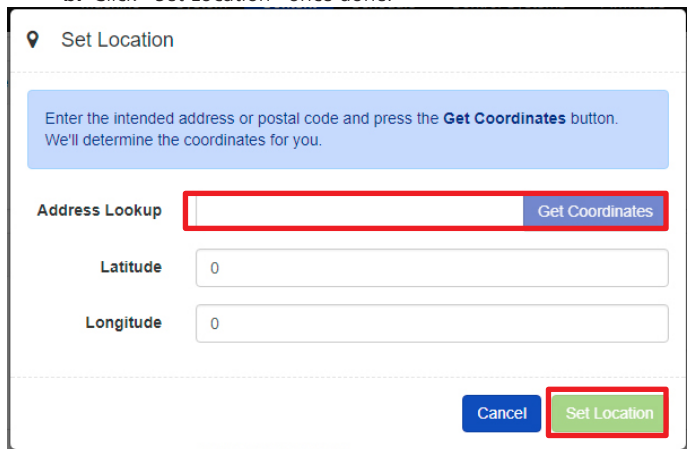 Set Location
Enter the intended address or postal code and press the Get Coordinates button.
We'll determine the coordinates for you.
Address Lookup
Get Coordinates
Latitude
0
Longitude
0
Cancel
Set Location